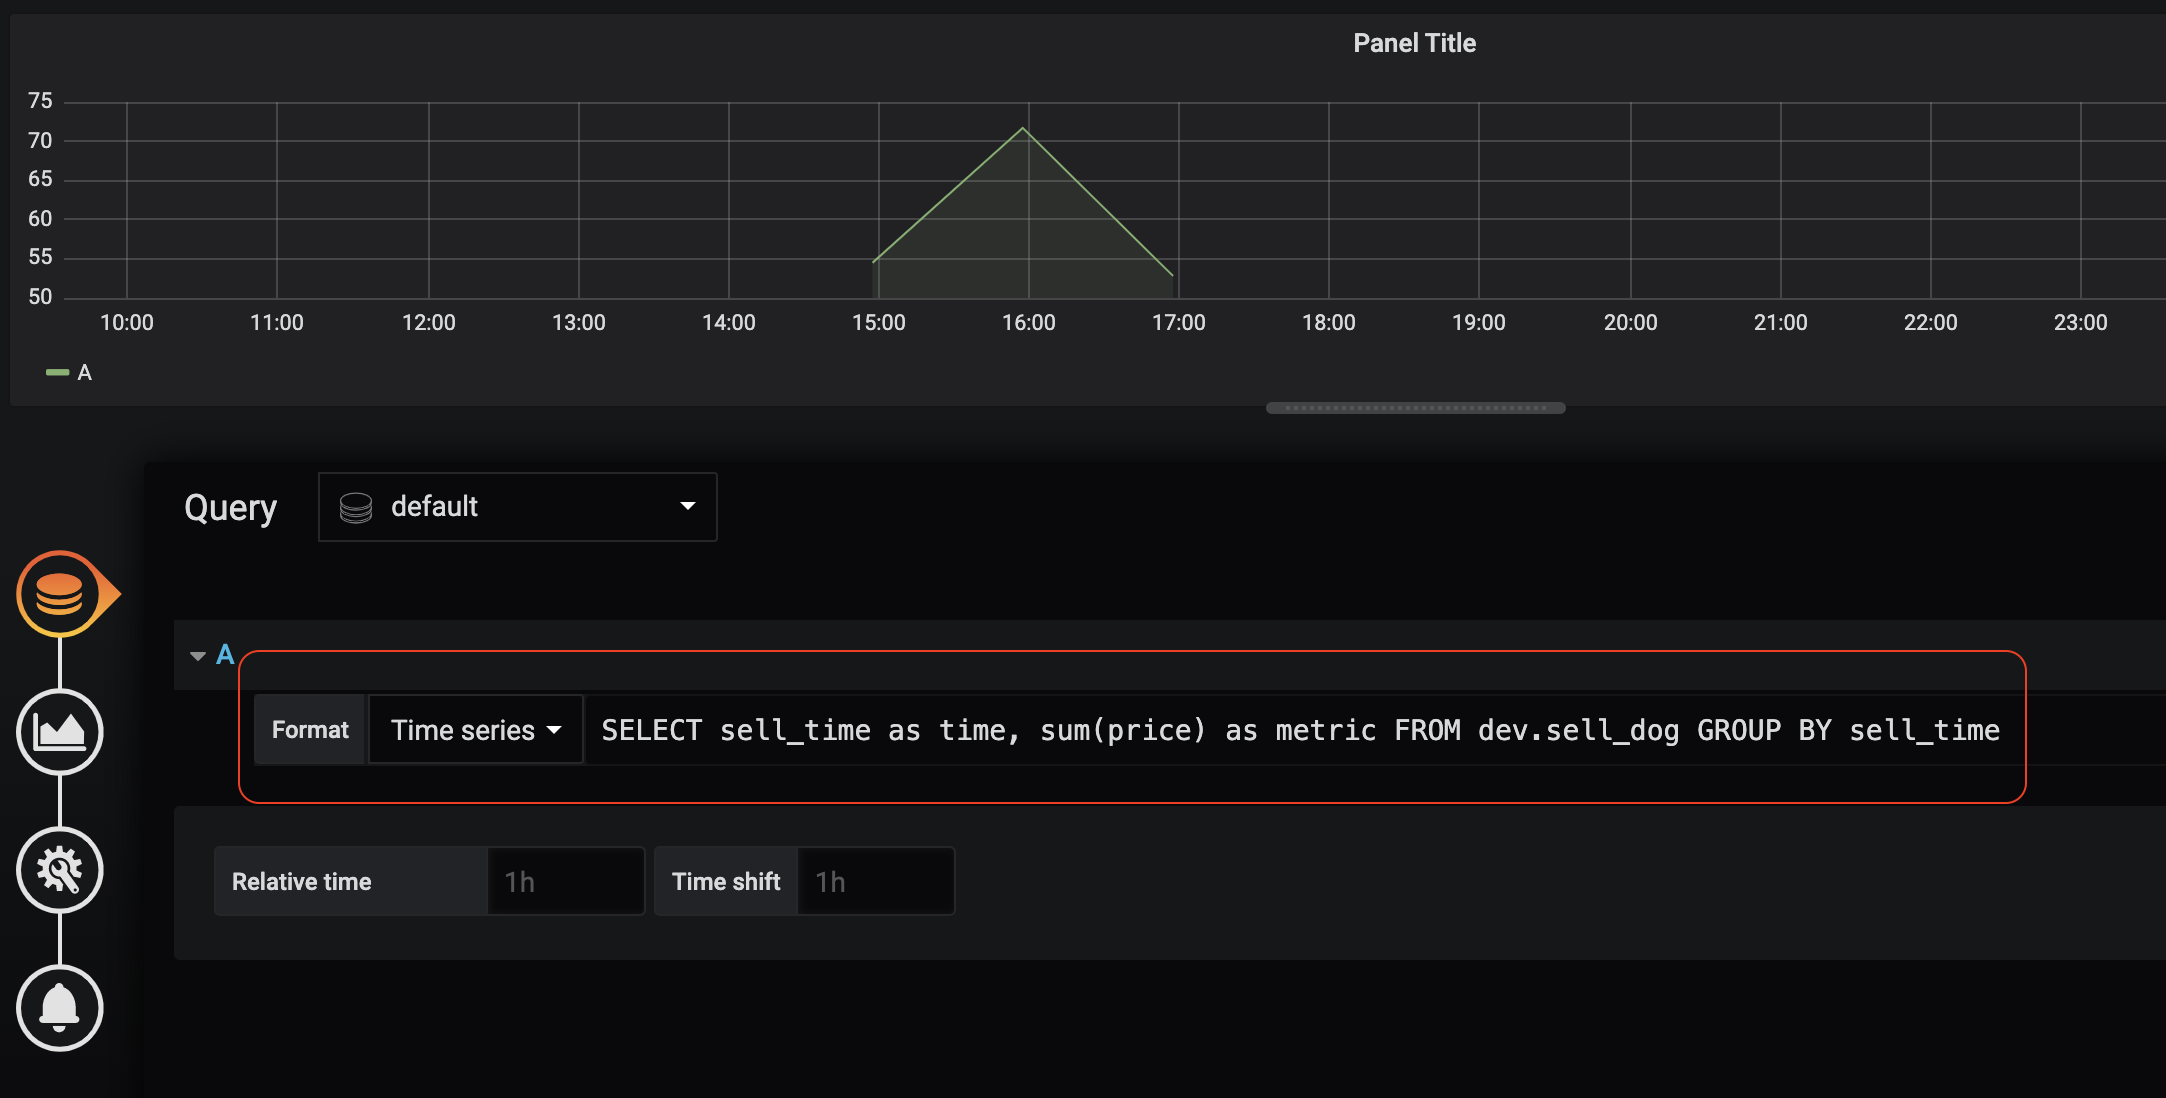 Panel Title
75
70
65
60
55
50
10:00 11:00 12:00 13:00 14:00 15:00 16:00 17:00 18:00 19:00 20:00 21:00 22:00 23:00
A
Query default
A
Format Time series SELECT sell_time as time, sum(price) as metric FROM dev.sell_dog GROUP BY sell_time
Relative time 1h Time shift 1h